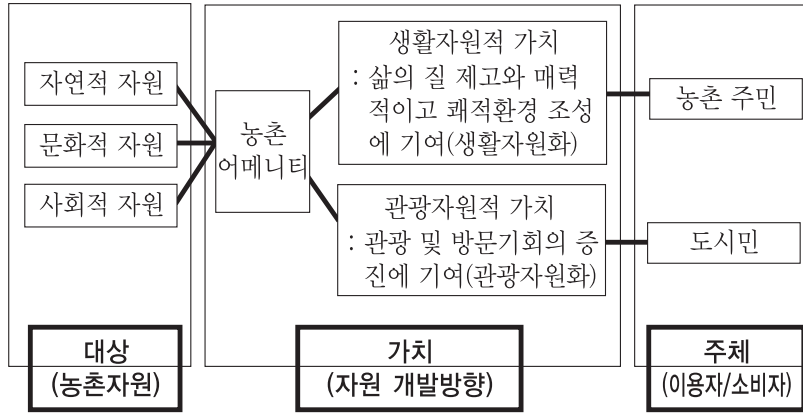 자연적 자원
문화적 자원
사회적 자원
농촌
어메니티
생활자원적 가치
: 삶의 질 제고와 매력
적이고 쾌적환경 조성
에 기여(생활자원화)
관광자원적 가치
: 관광 및 방문기회의 증
진에 기여(관광자원화)
농촌 주민
도시민
대상
(농촌자원)
가치
(자원 개발방향)
주체
(이용자/소비자)